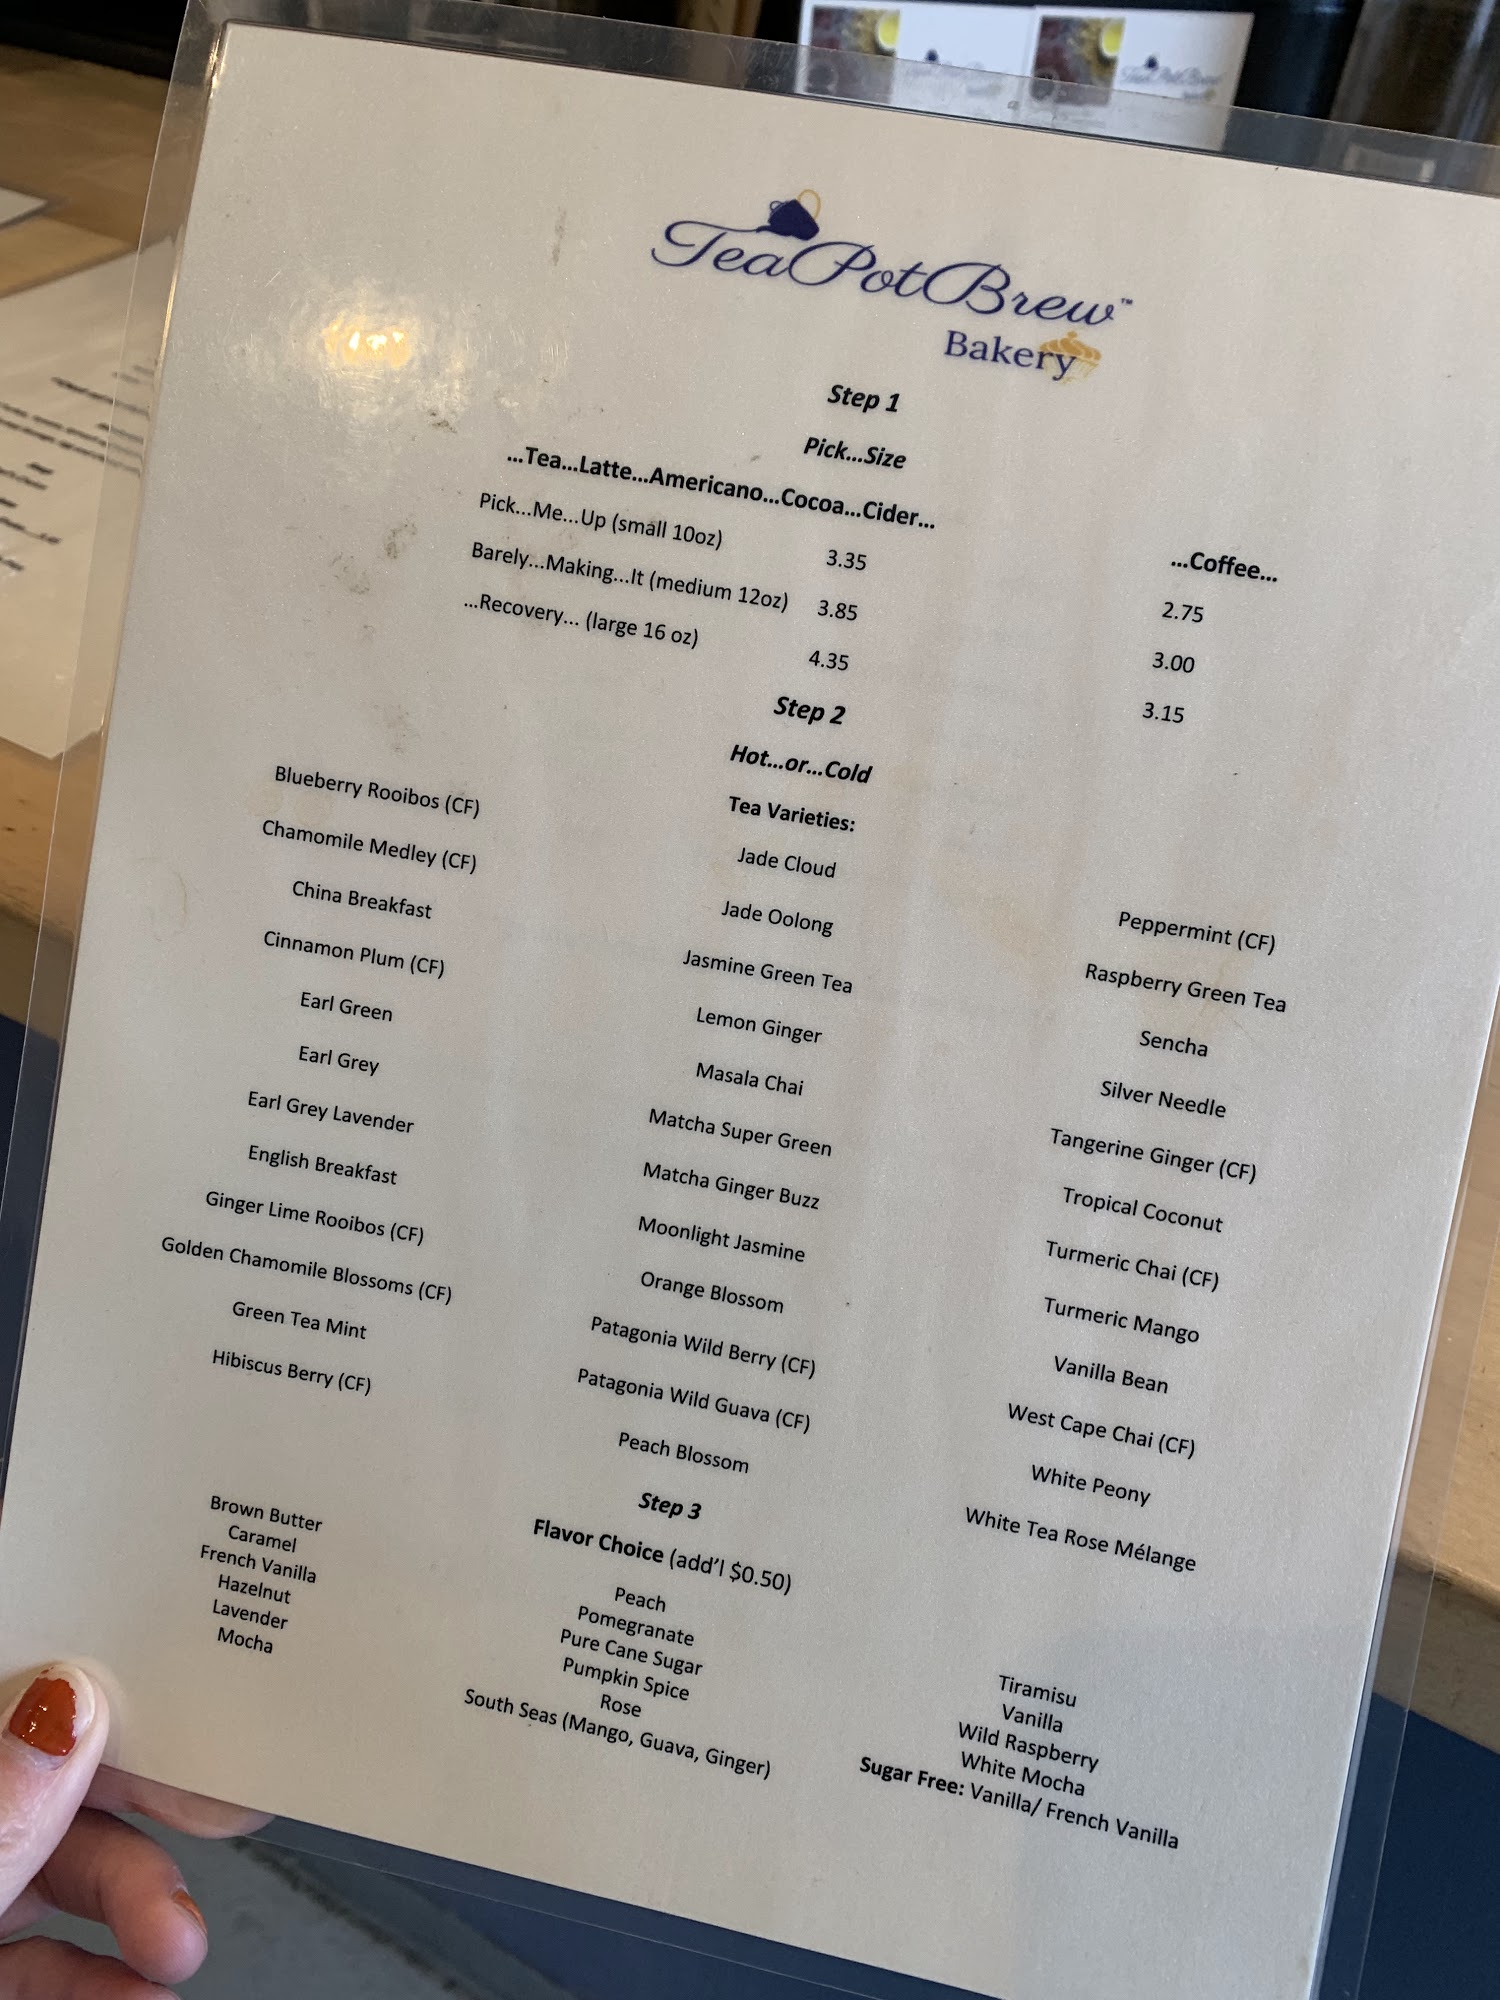 TeaPotBrew™
Bakery
Step 1
Pick...Size
...Tea...Latte...Americano...Cocoa...Cider...
...Coffee...
Pick...Me...Up (small 10oz) 3.35 2.75
Barely...Making...It (medium 12oz) 3.85 3.00
...Recovery... (large 16 oz) 4.35 3.15
Step 2
Hot...or...Cold
Tea Varieties:
Blueberry Rooibos (CF)
Chamomile Medley (CF)
China Breakfast
Cinnamon Plum (CF)
Earl Green
Earl Grey
Earl Grey Lavender
English Breakfast
Ginger Lime Rooibos (CF)
Golden Chamomile Blossoms (CF)
Green Tea Mint
Hibiscus Berry (CF)
Jade Cloud
Jade Oolong
Jasmine Green Tea
Lemon Ginger
Masala Chai
Matcha Super Green
Matcha Ginger Buzz
Moonlight Jasmine
Orange Blossom
Patagonia Wild Berry (CF)
Patagonia Wild Guava (CF)
Peach Blossom
Peppermint (CF)
Raspberry Green Tea
Sencha
Silver Needle
Tangerine Ginger (CF)
Tropical Coconut
Turmeric Chai (CF)
Turmeric Mango
Vanilla Bean
West Cape Chai (CF)
White Peony
White Tea Rose Mélange
Step 3
Flavor Choice (add'l $0.50)
Brown Butter
Caramel
French Vanilla
Hazelnut
Lavender
Mocha
Peach
Pomegranate
Pure Cane Sugar
Pumpkin Spice
Rose
South Seas (Mango, Guava, Ginger)
Tiramisu
Vanilla
Wild Raspberry
White Mocha
Sugar Free: Vanilla/ French Vanilla
TeaPotBrew